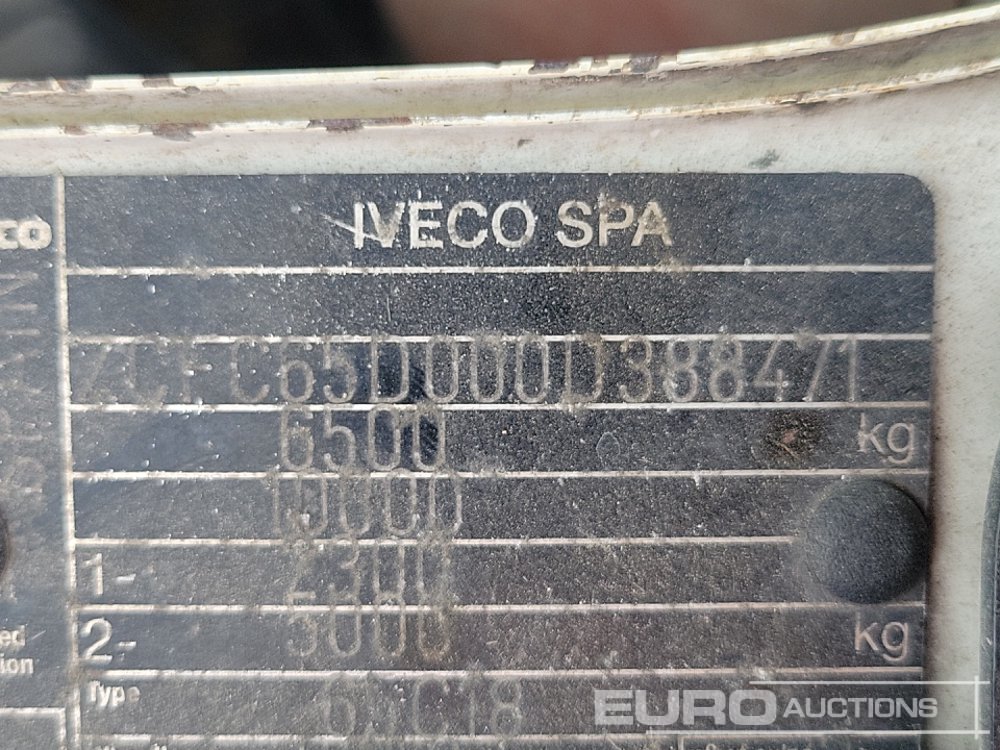 IVECO SPA
ZCFC65D000D388471
6500 kg
10000
1- 2300
2- 5000 kg
Type 65C18
EURO AUCTIONS